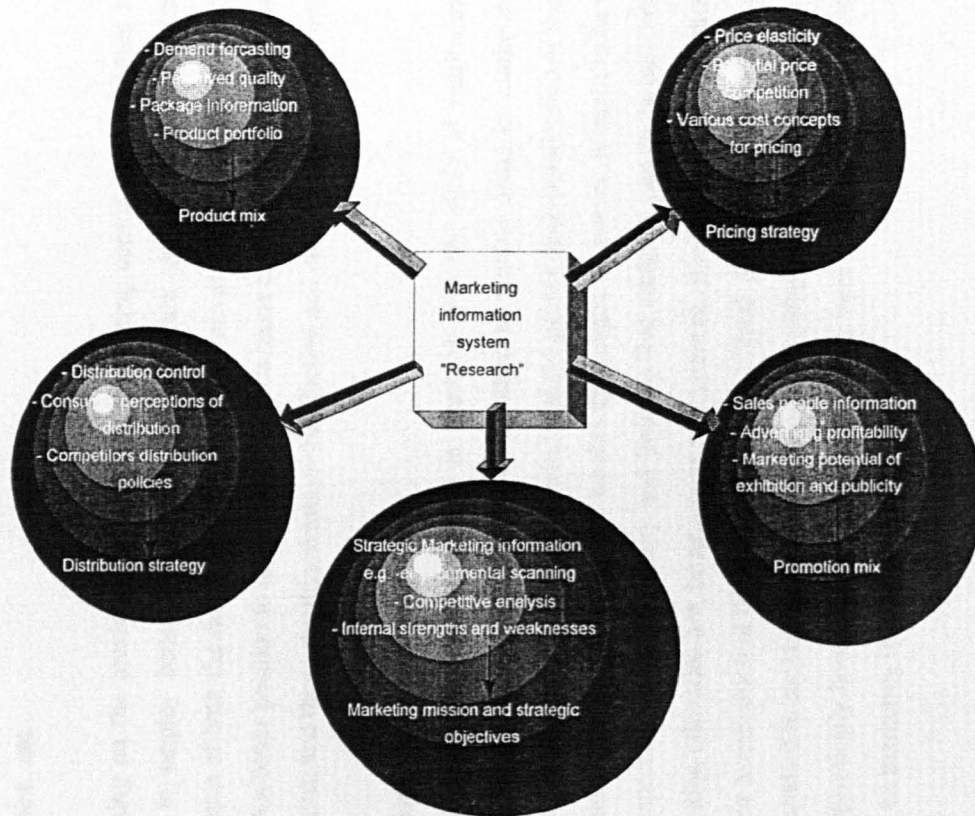 - Demand forcasting
- Perceived quality
- Package Inforemation
- Product portfolio
Product mix
- Price elasticity
- Potential price
competition
- Various cost concepts
for pricing
Pricing strategy
Marketing
information
system
"Research"
- Distribution control
- Consumer perceptions of
distribution
- Competitors distribution
policies
Distribution strategy
- Sales people information
- Advertising profitability
- Marketing potential of
exhibition and publicity
Promotion mix
Strategic Marketing information
e.g. -environmental scanning
- Competitive analysis
- Internal strengths and weaknesses
Marketing mission and strategic
objectives